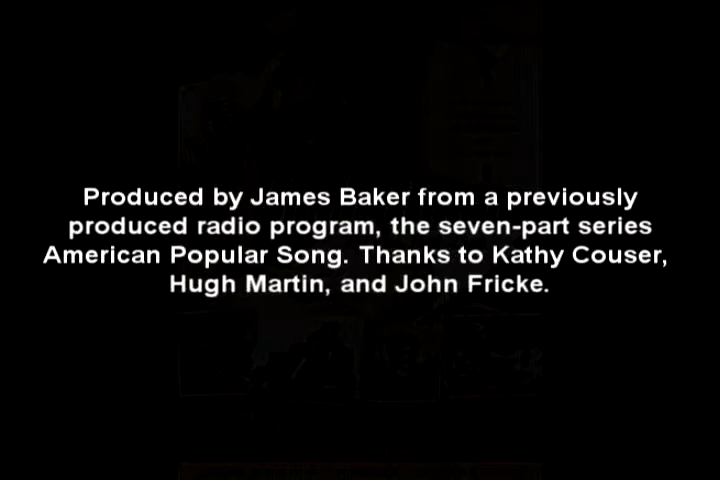 Produced by James Baker from a previously
produced radio program, the seven-part series
American Popular Song. Thanks to Kathy Couser,
Hugh Martin, and John Fricke.